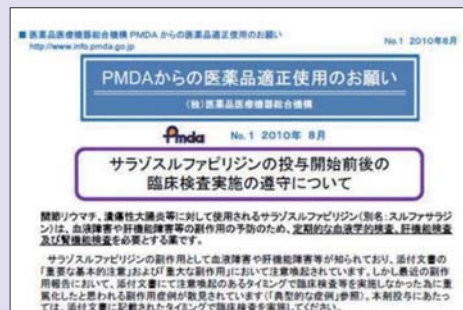 ■ 医薬品医療機器総合機構 PMDA からの医薬品適正使用のお願い
No.1 2010年8月
http://www.info.pmda.go.jp
PMDAからの医薬品適正使用のお願い
(独)医薬品医療機器総合機構
Pmda No. 1 2010年 8月
サラゾスルファピリジンの投与開始前後の
臨床検査実施の遵守について
関節リウマチ、潰瘍性大腸炎等に対して使用されるサラゾスルファピリジン(別名:スルファサラジ
ン)は、血液障害や肝機能障害等の副作用の予防のため、定期的な血液学的検査、肝機能検査
及び腎機能検査を必要とする薬です。
サラゾスルファピリジンの副作用として血液障害や肝機能障害等が知られており、添付文書の
「重要な基本的注意」および「重大な副作用」において注意喚起されています。しかし最近の副作
用報告において、添付文書にて注意喚起のあるタイミングで臨床検査等を実施しなかった為に重
篤化したと思われる副作用症例が散見されています(「典型的な症例」参照)。本剤投与にあたっ
ては、添付文書に記載されたタイミングで臨床検査を実施してください。